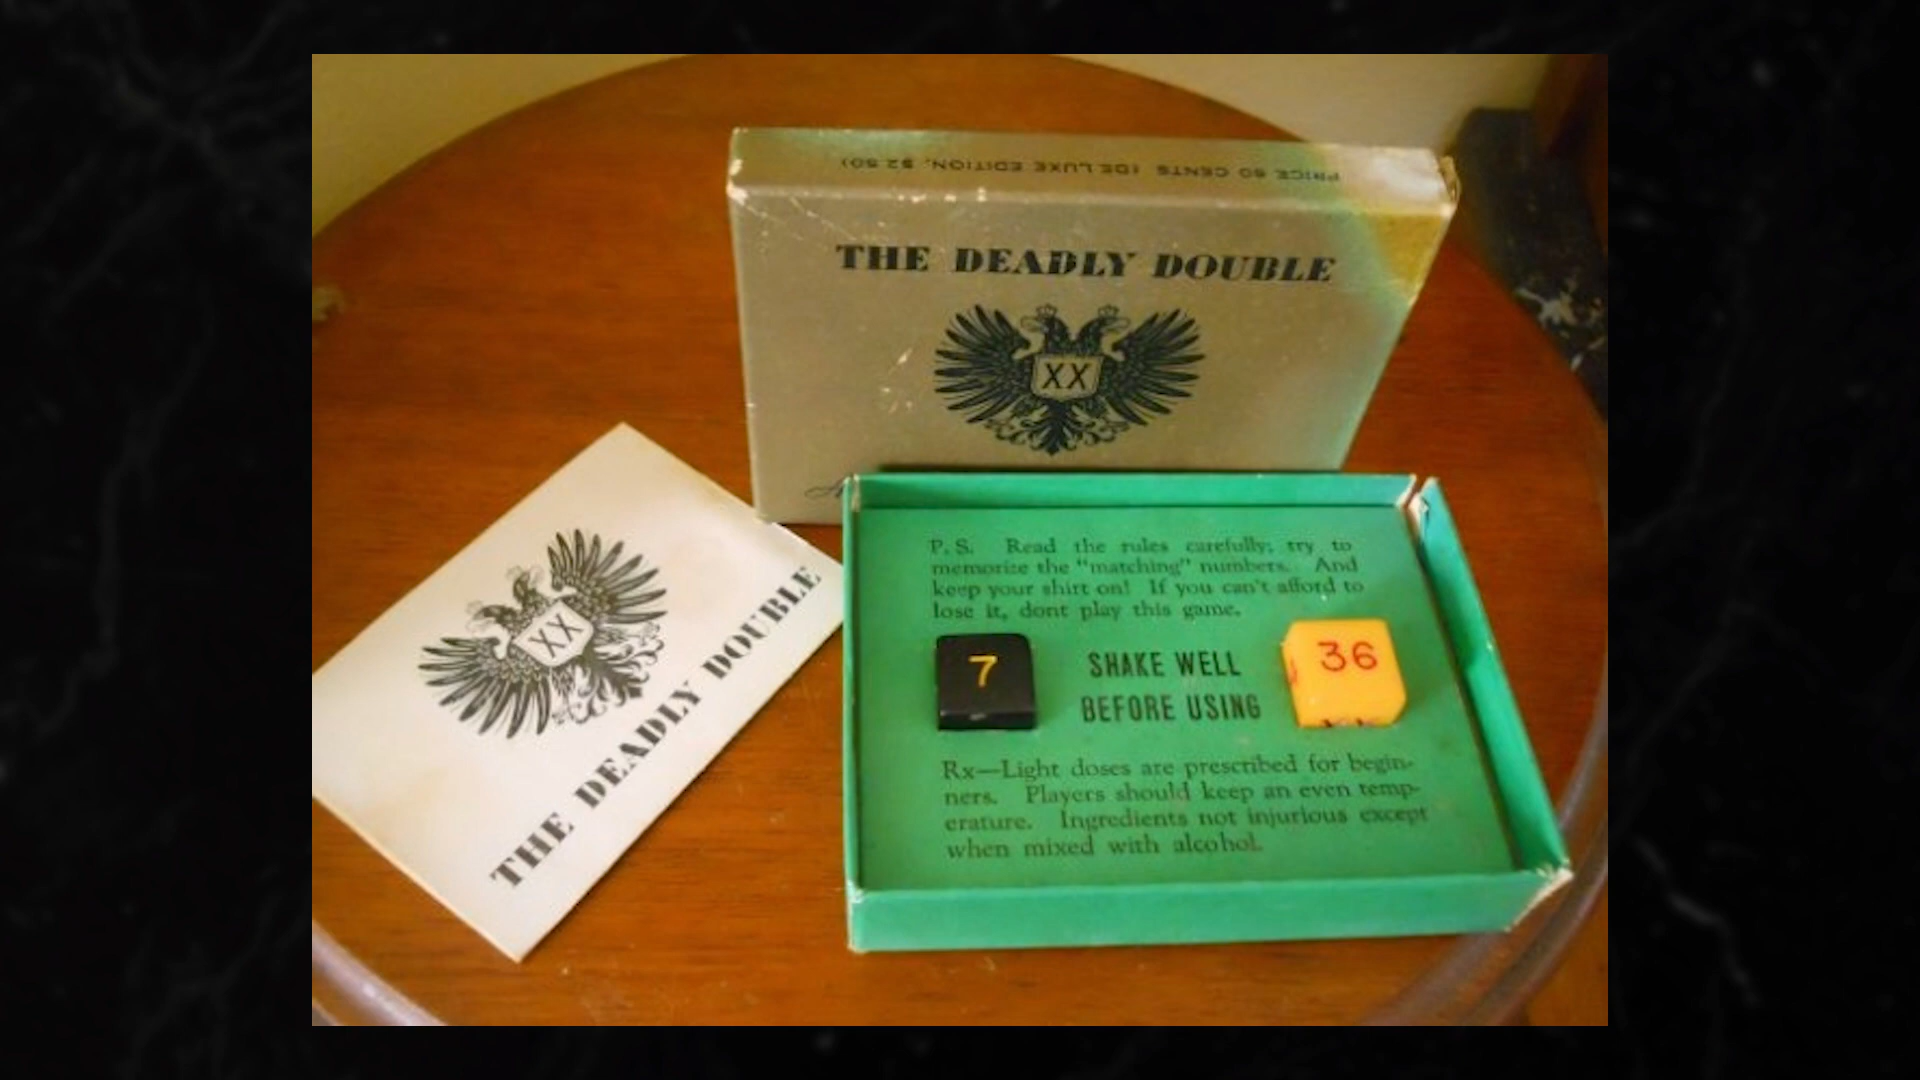 PRICE 50 CENTS (DE LUXE EDITION, $2.50)
THE DEADLY DOUBLE
XX
XX
THE DEADLY DOUBLE
P. S. Read the rules carefully; try to
memorize the "matching" numbers. And
keep your shirt on! If you can't afford to
lose it, dont play this game.
7
SHAKE WELL
BEFORE USING
36
Rx—Light doses are prescribed for begin-
ners. Players should keep an even temp-
erature. Ingredients not injurious except
when mixed with alcohol.